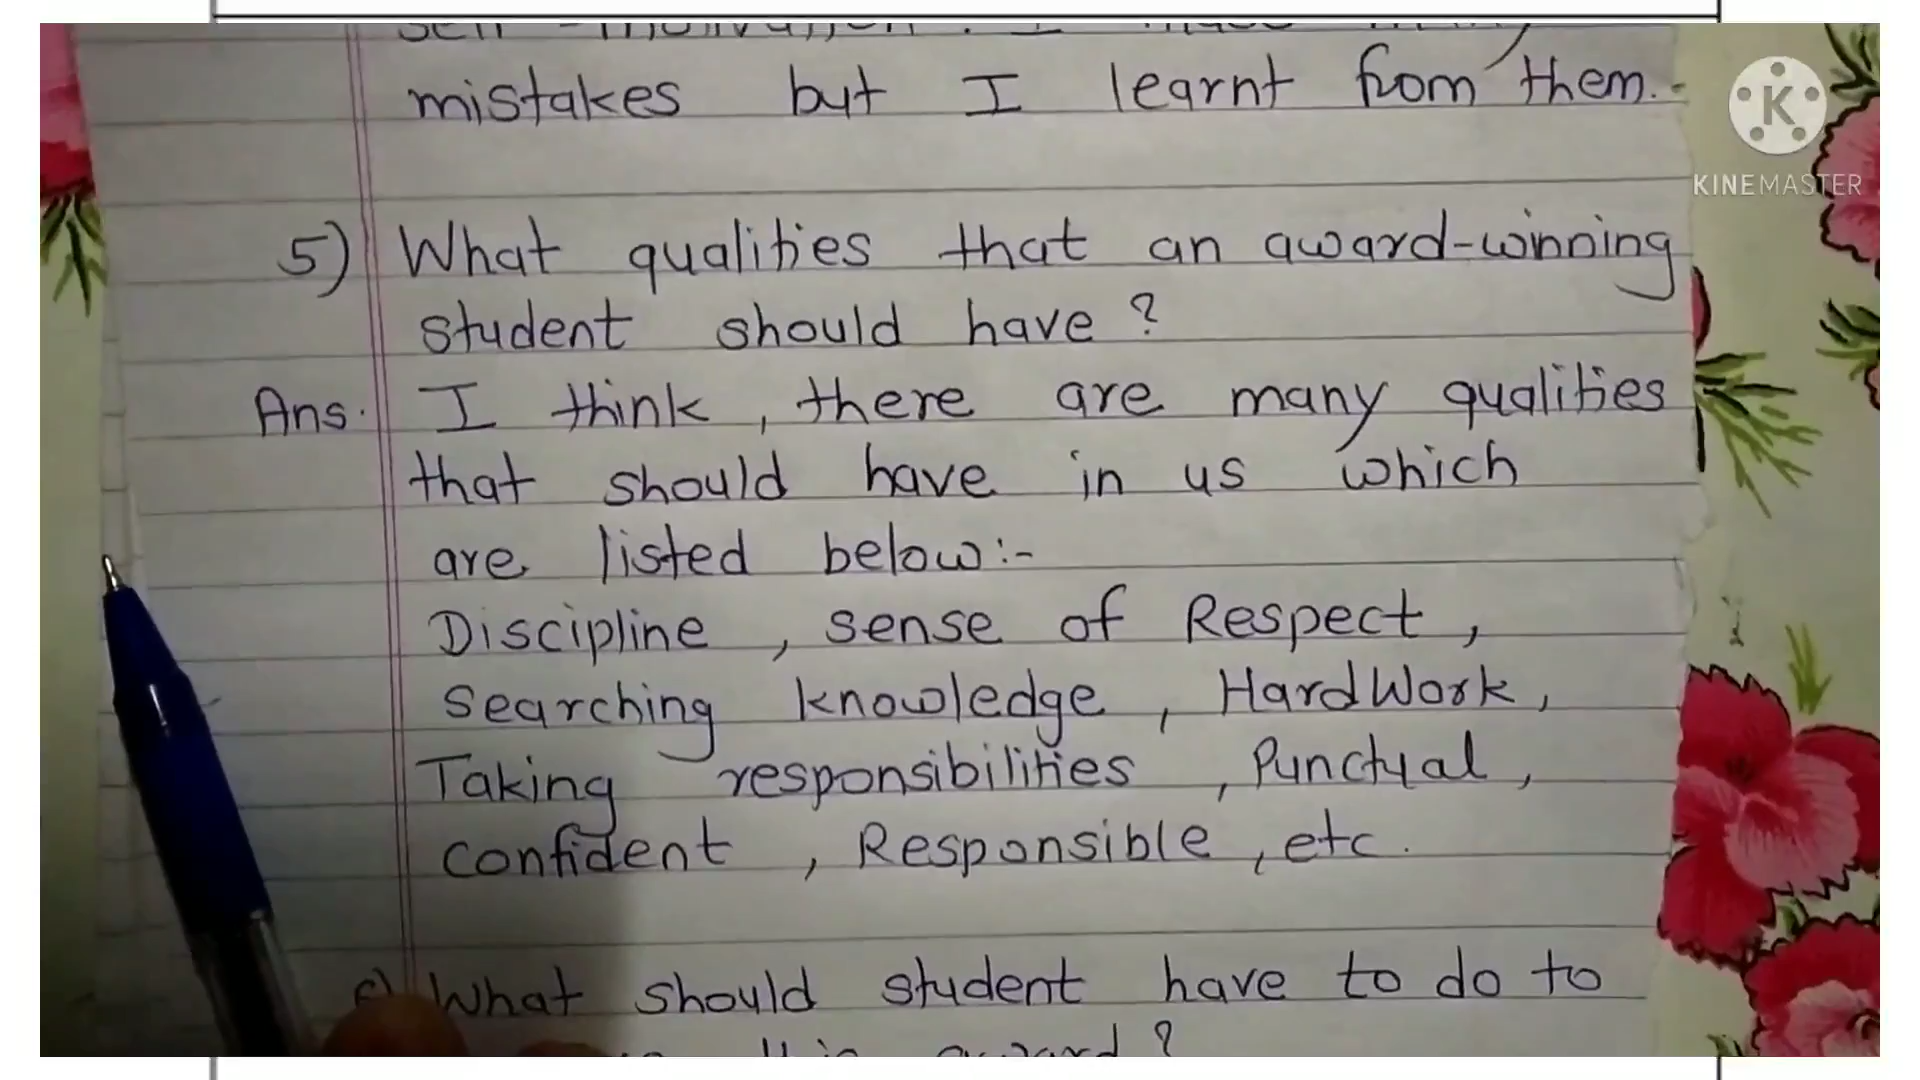 mistakes but I learnt from them.
KINEMASTER
5) What qualities that an award-winning
student should have ?
Ans. I think, there are many qualities
that should have in us which
are listed below:-
Discipline, sense of Respect,
Searching knowledge, HardWork,
Taking responsibilities, Punctual,
Confident, Responsible, etc.
What should student have to do to
award ?